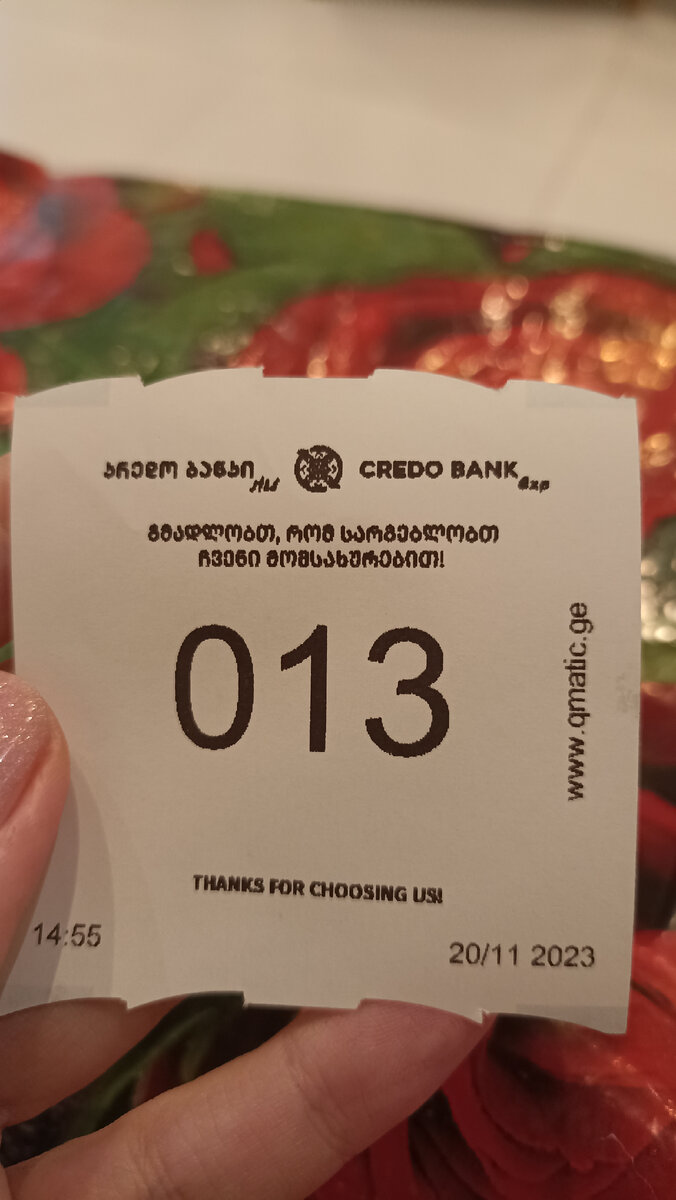 კრედო ბანკი სს CREDO BANK JSC
გმადლობთ, რომ სარგებლობთ
ჩვენი მომსახურებით!
013
www.qmatic.ge
THANKS FOR CHOOSING US!
14:55
20/11 2023